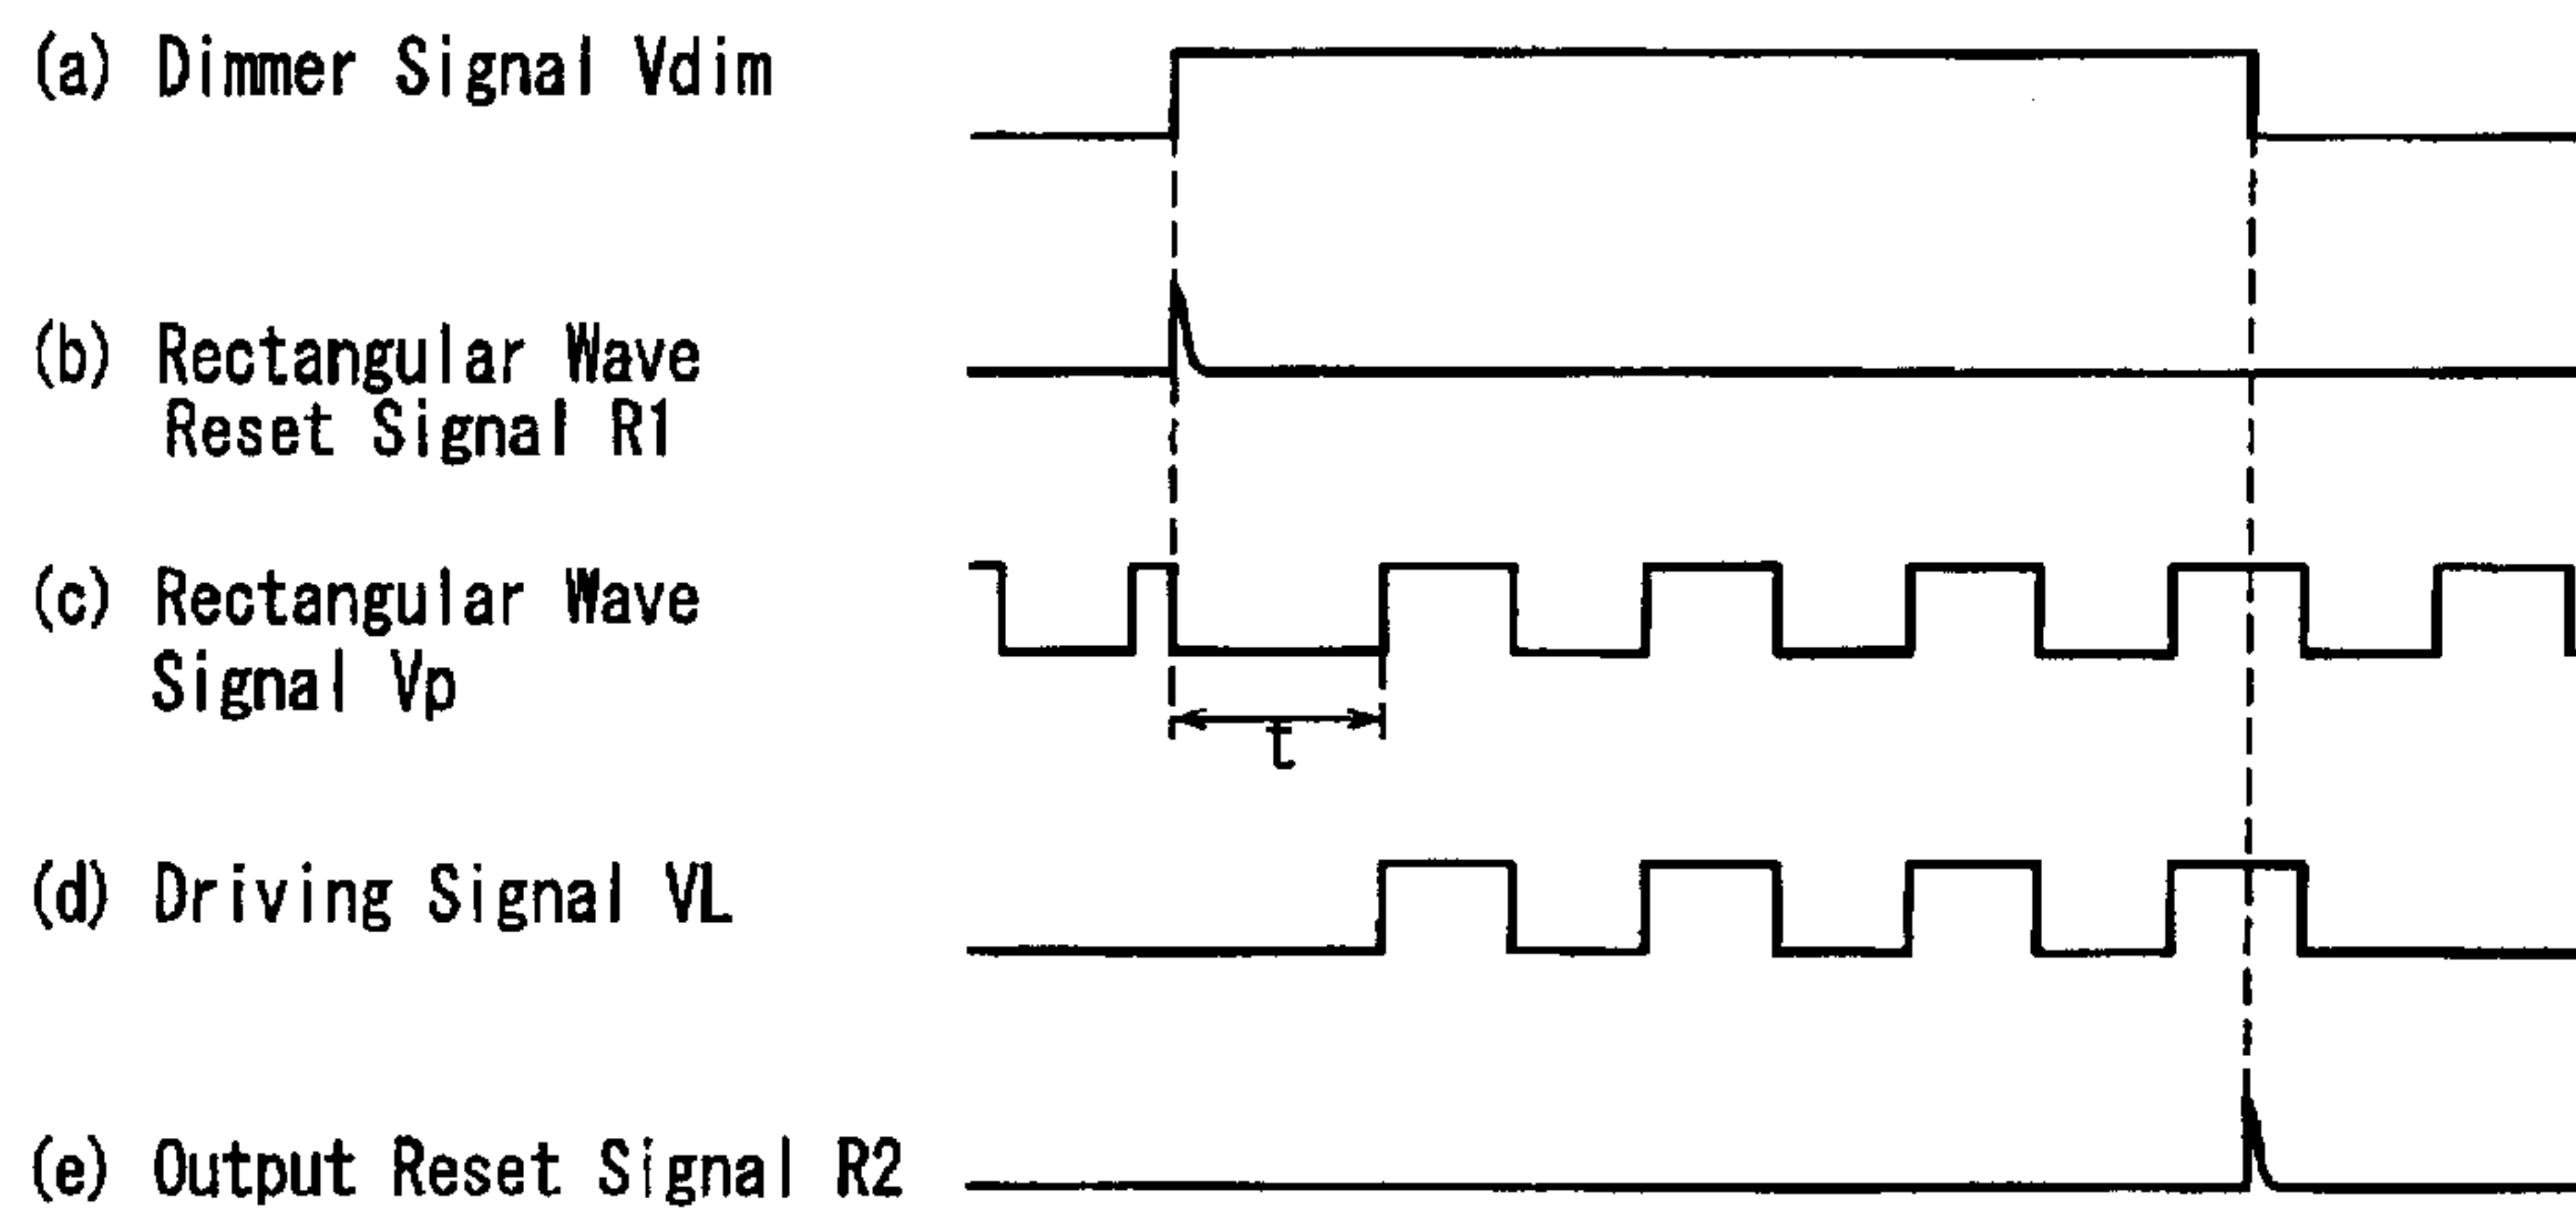 (a) Dimmer Signal Vdim
(b) Rectangular Wave
Reset Signal R1
(c) Rectangular Wave
Signal Vp
t
(d) Driving Signal VL
(e) Output Reset Signal R2